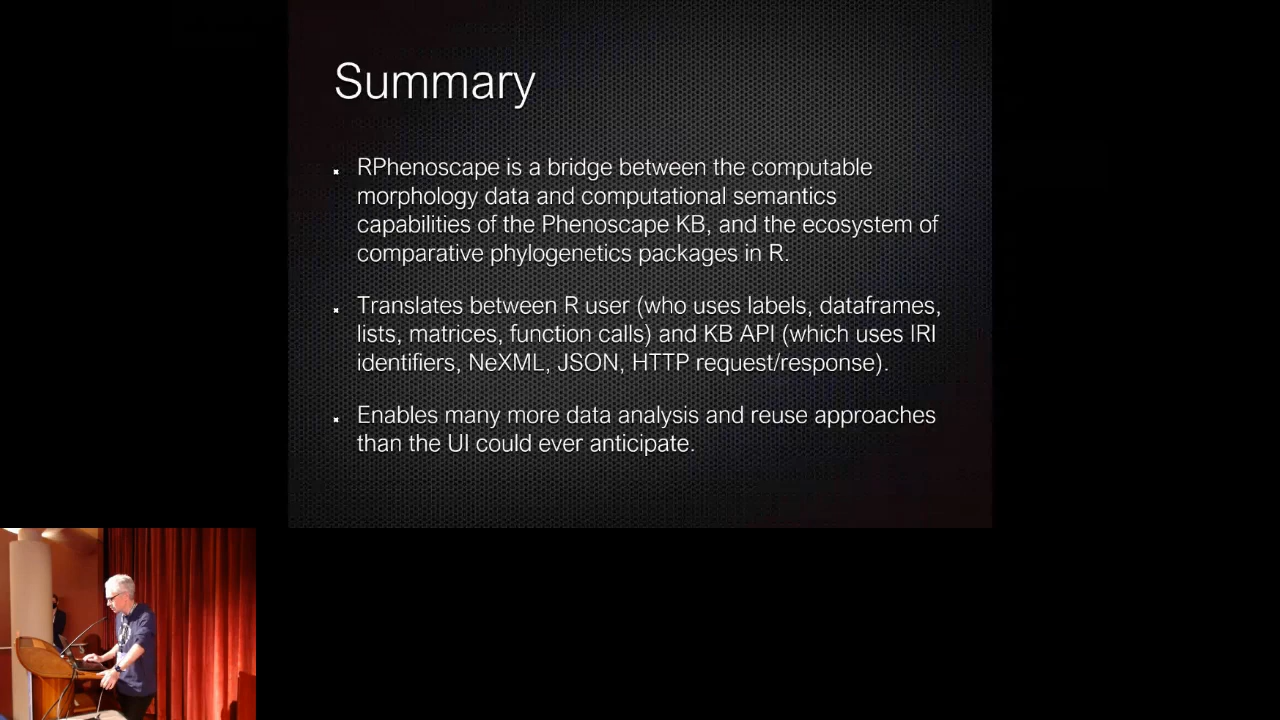 Summary
RPhenoscape is a bridge between the computable
morphology data and computational semantics
capabilities of the Phenoscape KB, and the ecosystem of
comparative phylogenetics packages in R.
Translates between R user (who uses labels, dataframes,
lists, matrices, function calls) and KB API (which uses IRI
identifiers, NeXML, JSON, HTTP request/response).
Enables many more data analysis and reuse approaches
than the UI could ever anticipate.